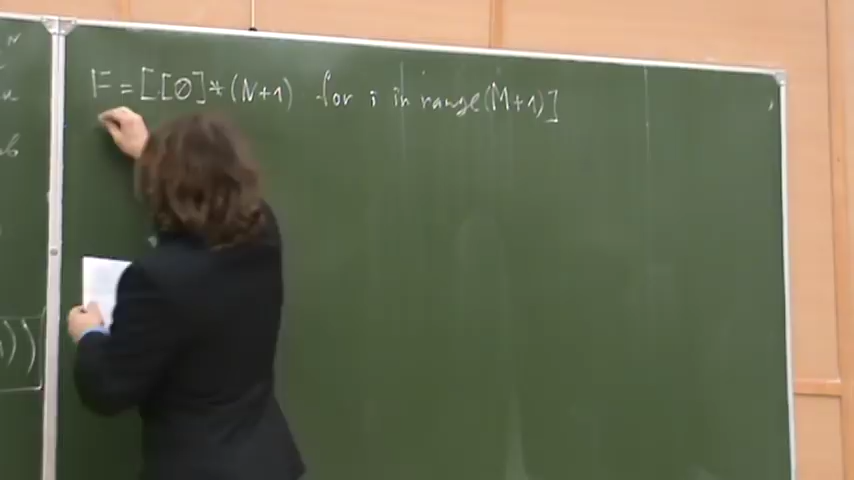 F = [[0]*(N+1) for i in range(M+1)]